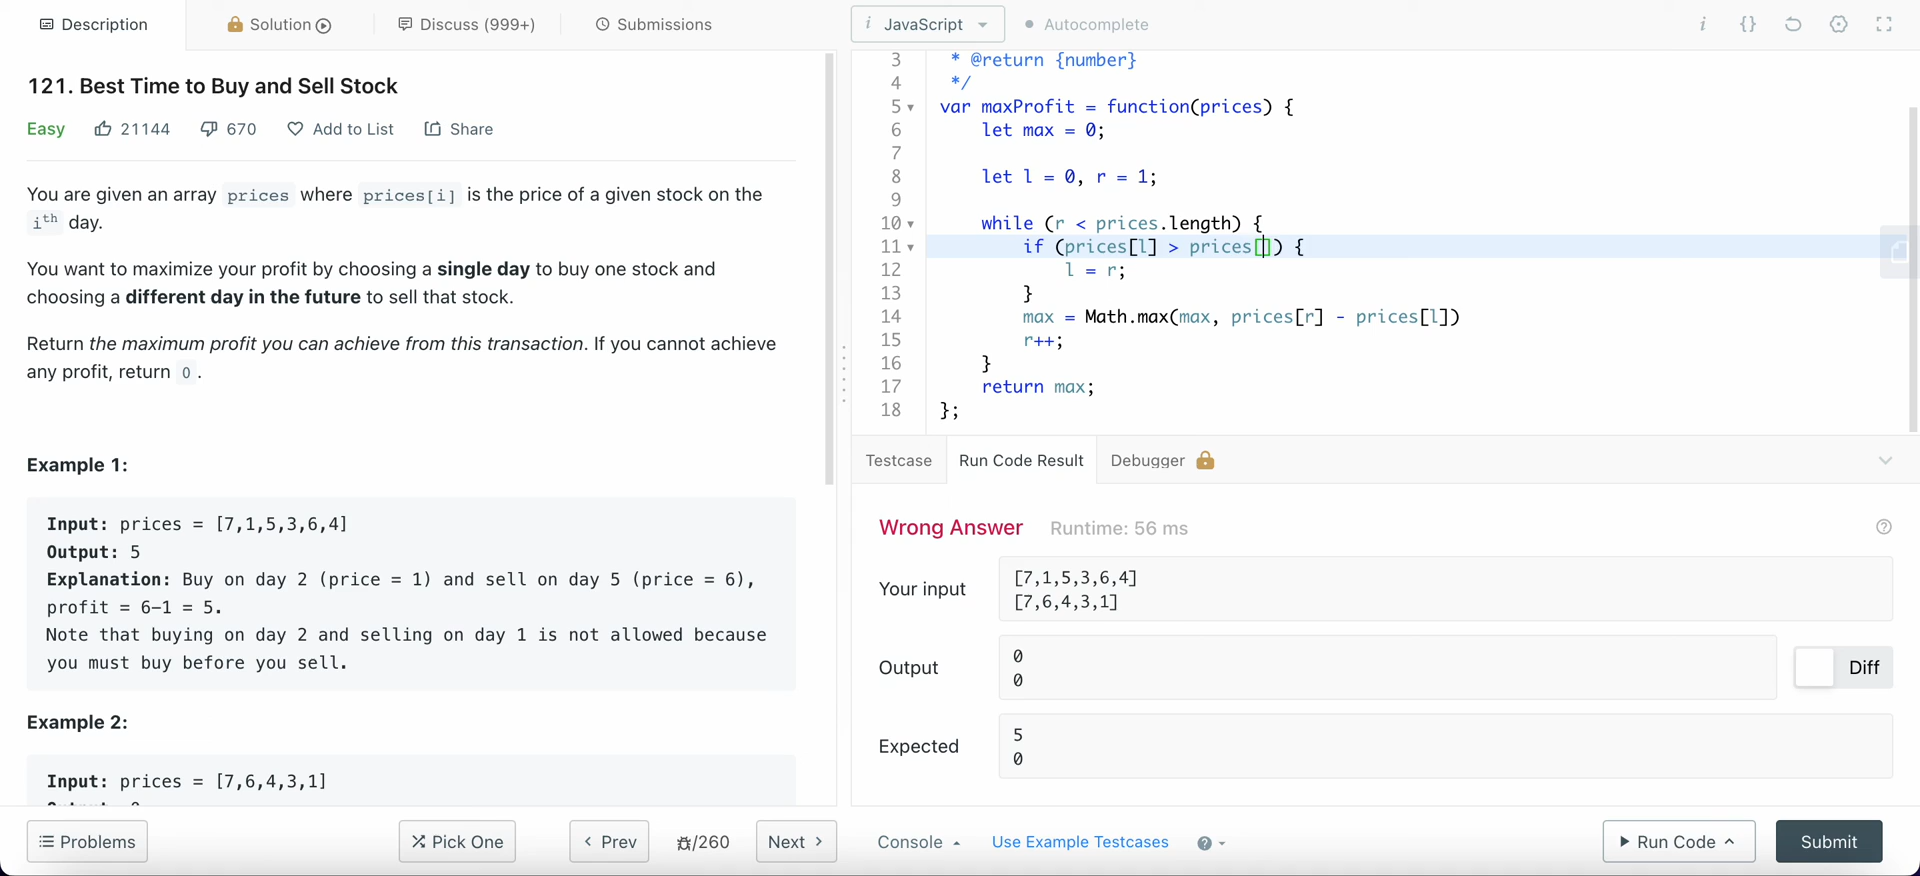 Description
Solution
Discuss (999+)
Submissions
i JavaScript
Autocomplete
i {}
121. Best Time to Buy and Sell Stock
Easy 21144 670 Add to List Share
You are given an array prices where prices[i] is the price of a given stock on the
ith day.
You want to maximize your profit by choosing a single day to buy one stock and
choosing a different day in the future to sell that stock.
Return the maximum profit you can achieve from this transaction. If you cannot achieve
any profit, return 0.
Example 1:
Input: prices = [7,1,5,3,6,4]
Output: 5
Explanation: Buy on day 2 (price = 1) and sell on day 5 (price = 6),
profit = 6-1 = 5.
Note that buying on day 2 and selling on day 1 is not allowed because
you must buy before you sell.
Example 2:
Input: prices = [7,6,4,3,1]
3 * @return {number}
4 */
5 var maxProfit = function(prices) {
6 let max = 0;
7
8 let l = 0, r = 1;
9
10 while (r < prices.length) {
11 if (prices[l] > prices[]) {
12 l = r;
13 }
14 max = Math.max(max, prices[r] - prices[l])
15 r++;
16 }
17 return max;
18 };
Testcase
Run Code Result
Debugger
Wrong Answer Runtime: 56 ms
Your input
[7,1,5,3,6,4]
[7,6,4,3,1]
Output
0
0
Diff
Expected
5
0
Problems
Pick One
Prev
/260
Next
Console
Use Example Testcases
Run Code
Submit